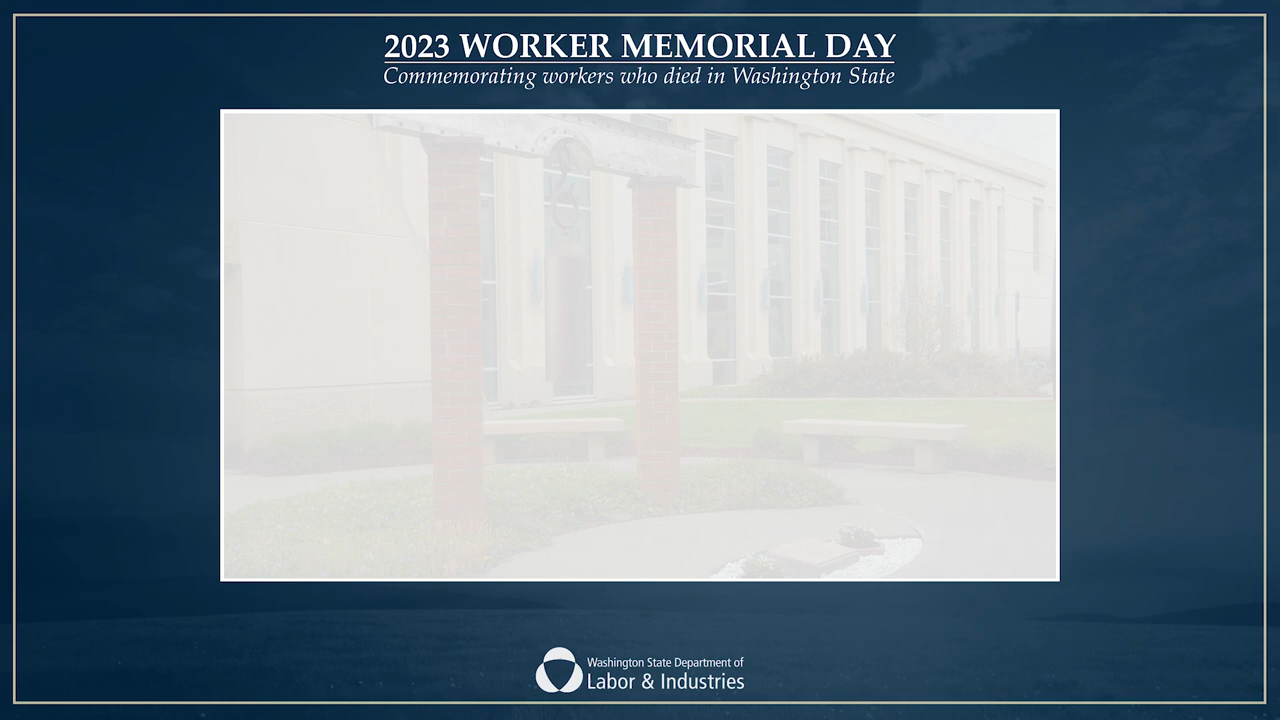 2023 WORKER MEMORIAL DAY
Commemorating workers who died in Washington State
Washington State Department of
Labor & Industries